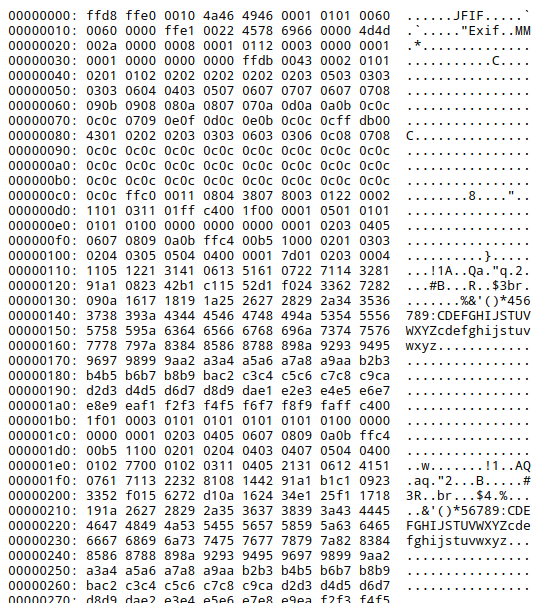 00000000: ffd8 ffe0 0010 4a46 4946 0001 0101 0060  ......JFIF.....`
00000010: 0060 0000 ffe1 0022 4578 6966 0000 4d4d  .`....."Exif..MM
00000020: 002a 0000 0008 0001 0112 0003 0000 0001  .*..............
00000030: 0001 0000 0000 0000 ffdb 0043 0002 0101  ...........C....
00000040: 0201 0102 0202 0202 0202 0203 0503 0303  ................
00000050: 0303 0604 0403 0507 0607 0707 0607 0708  ................
00000060: 090b 0908 080a 0807 070a 0d0a 0a0b 0c0c  ................
00000070: 0c0c 0709 0e0f 0d0c 0e0b 0c0c 0cff db00  ................
00000080: 4301 0202 0203 0303 0603 0306 0c08 0708  C...............
00000090: 0c0c 0c0c 0c0c 0c0c 0c0c 0c0c 0c0c 0c0c  ................
000000a0: 0c0c 0c0c 0c0c 0c0c 0c0c 0c0c 0c0c 0c0c  ................
000000b0: 0c0c 0c0c 0c0c 0c0c 0c0c 0c0c 0c0c 0c0c  ................
000000c0: 0c0c ffc0 0011 0804 3807 8003 0122 0002  ........8...."..
000000d0: 1101 0311 01ff c400 1f00 0001 0501 0101  ................
000000e0: 0101 0100 0000 0000 0000 0001 0203 0405  ................
000000f0: 0607 0809 0a0b ffc4 00b5 1000 0201 0303  ................
00000100: 0204 0305 0504 0400 0001 7d01 0203 0004  ..........}.....
00000110: 1105 1221 3141 0613 5161 0722 7114 3281  ...!1A..Qa."q.2.
00000120: 91a1 0823 42b1 c115 52d1 f024 3362 7282  ...#B...R..$3br.
00000130: 090a 1617 1819 1a25 2627 2829 2a34 3536  .......%&'()*456
00000140: 3738 393a 4344 4546 4748 494a 5354 5556  789:CDEFGHIJSTUV
00000150: 5758 595a 6364 6566 6768 696a 7374 7576  WXYZcdefghijstuv
00000160: 7778 797a 8384 8586 8788 898a 9293 9495  wxyz............
00000170: 9697 9899 9aa2 a3a4 a5a6 a7a8 a9aa b2b3  ................
00000180: b4b5 b6b7 b8b9 bac2 c3c4 c5c6 c7c8 c9ca  ................
00000190: d2d3 d4d5 d6d7 d8d9 dae1 e2e3 e4e5 e6e7  ................
000001a0: e8e9 eaf1 f2f3 f4f5 f6f7 f8f9 faff c400  ................
000001b0: 1f01 0003 0101 0101 0101 0101 0100 0000  ................
000001c0: 0000 0001 0203 0405 0607 0809 0a0b ffc4  ................
000001d0: 00b5 1100 0201 0204 0403 0407 0504 0400  ................
000001e0: 0102 7700 0102 0311 0405 2131 0612 4151  ..w.......!1..AQ
000001f0: 0761 7113 2232 8108 1442 91a1 b1c1 0923  .aq."2...B.....#
00000200: 3352 f015 6272 d10a 1624 34e1 25f1 1718  3R..br...$4.%...
00000210: 191a 2627 2829 2a35 3637 3839 3a43 4445  ..&'()*56789:CDE
00000220: 4647 4849 4a53 5455 5657 5859 5a63 6465  FGHIJSTUVWXYZcde
00000230: 6667 6869 6a73 7475 7677 7879 7a82 8384  fghijstuvwxyz...
00000240: 8586 8788 898a 9293 9495 9697 9899 9aa2  ................
00000250: a3a4 a5a6 a7a8 a9aa b2b3 b4b5 b6b7 b8b9  ................
00000260: bac2 c3c4 c5c6 c7c8 c9ca d2d3 d4d5 d6d7  ................
00000270: d8d9 dae2 e3e4 e5e6 e7e8 e9ea f2f3 f4f5